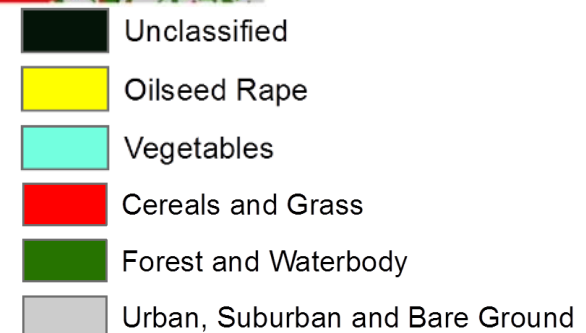 Unclassified
Oilseed Rape
Vegetables
Cereals and Grass
Forest and Waterbody
Urban, Suburban and Bare Ground